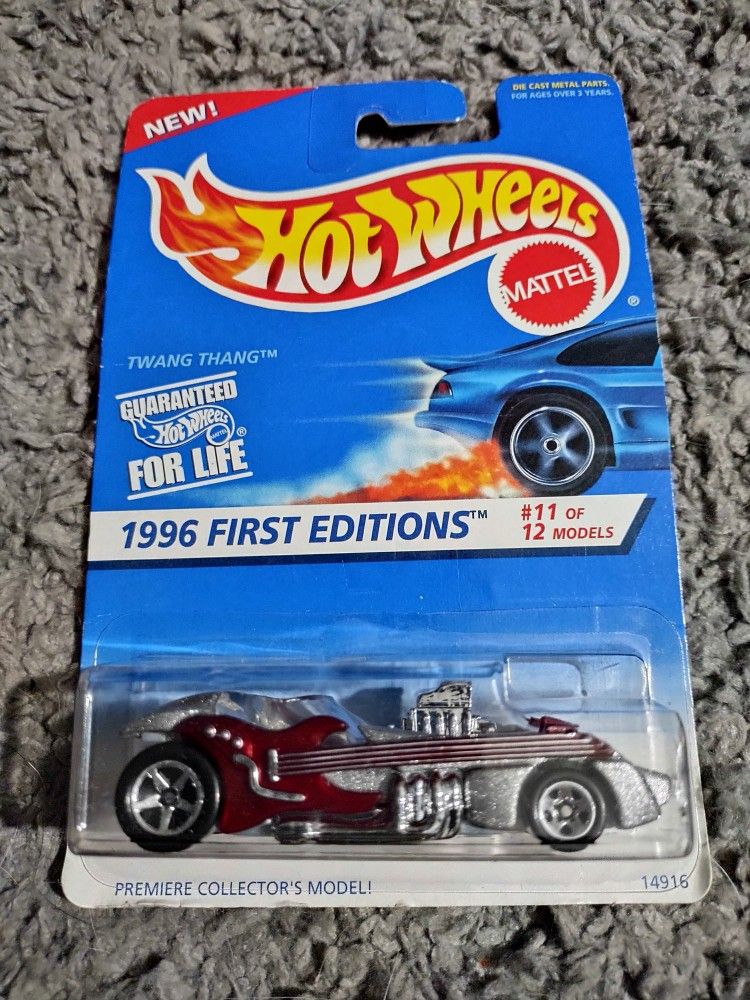 NEW!
DIE CAST METAL PARTS.
FOR AGES OVER 3 YEARS.
HOT WHEELS
MATTEL
®
TWANG THANG™
GUARANTEED
HOT WHEELS
MATTEL
®
FOR LIFE
1996 FIRST EDITIONS™
#11 OF
12 MODELS
PREMIERE COLLECTOR'S MODEL!
14916